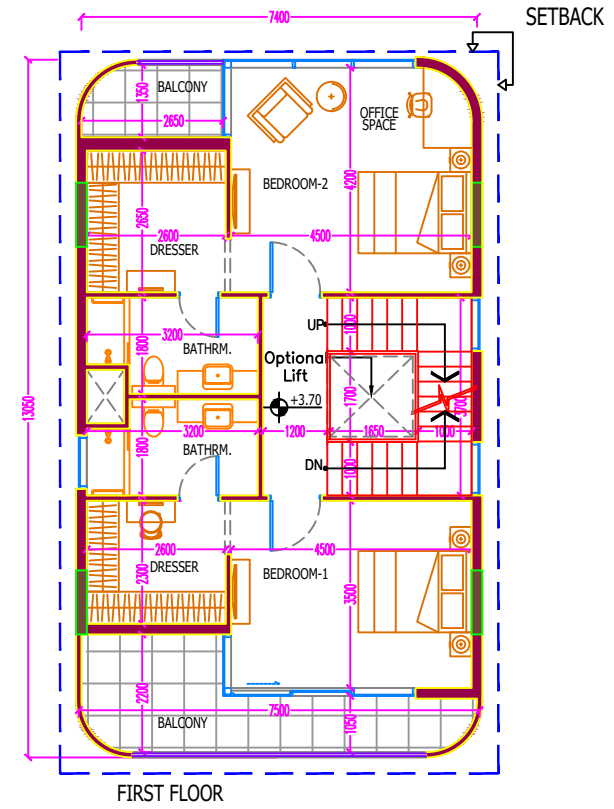 7400
SETBACK
BALCONY
1350
2650
OFFICE
SPACE
BEDROOM-2
4200
2650
2600
4500
DRESSER
UP
1000
3200
1800
BATHRM.
Optional
Lift
+3.70
1700
3700
13050
3200
1200
1650
1000
1800
BATHRM.
DN
1000
2600
4500
DRESSER
BEDROOM-1
2300
3500
2200
7500
1050
BALCONY
FIRST FLOOR